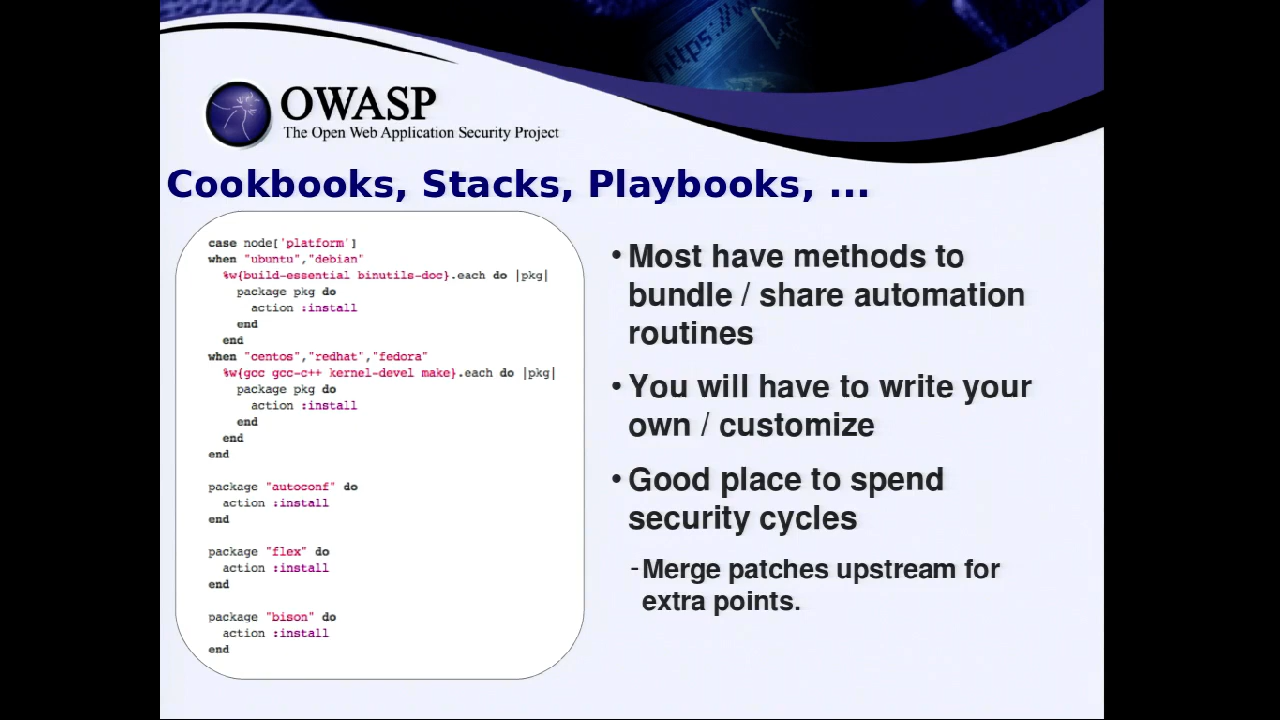 https://w
OWASP
The Open Web Application Security Project
Cookbooks, Stacks, Playbooks, ...
case node['platform']
when "ubuntu","debian"
  %w{build-essential binutils-doc}.each do |pkg|
    package pkg do
      action :install
    end
  end
when "centos","redhat","fedora"
  %w{gcc gcc-c++ kernel-devel make}.each do |pkg|
    package pkg do
      action :install
    end
  end
end

package "autoconf" do
  action :install
end

package "flex" do
  action :install
end

package "bison" do
  action :install
end
• Most have methods to
bundle / share automation
routines
• You will have to write your
own / customize
• Good place to spend
security cycles
- Merge patches upstream for
extra points.